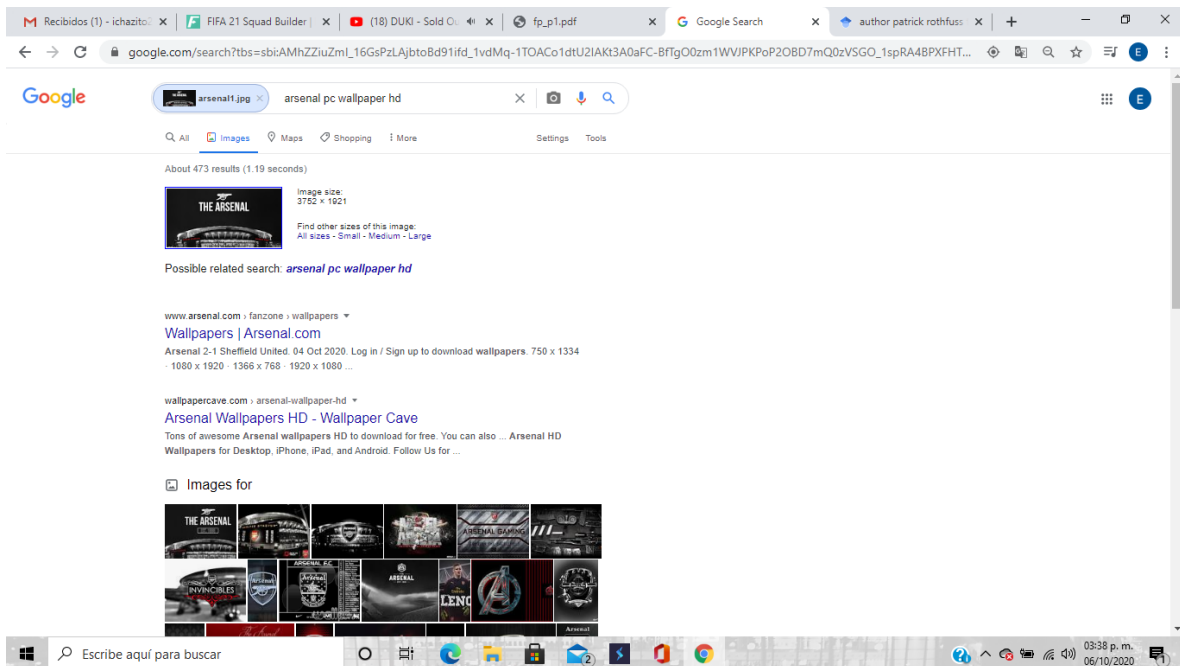 Recibidos (1) - ichazito
FIFA 21 Squad Builder |
(18) DUKI - Sold Ou
fp_p1.pdf
Google Search
author patrick rothfuss
google.com/search?tbs=sbi:AMhZZiuZmI_16GsPzLAjbtoBd91ifd_1vdMq-1TOACo1dtU2IAKt3A0aFC-BfTgO0zm1WVJPKPoP2OBD7mQ0zVSGO_1spRA4BPXFHT...
E
Google
arsenal1.jpg
arsenal pc wallpaper hd
E
All
Images
Maps
Shopping
More
Settings
Tools
About 473 results (1.19 seconds)
THE ARSENAL
Image size:
3752 × 1921
Find other sizes of this image:
All sizes - Small - Medium - Large
Possible related search: arsenal pc wallpaper hd
www.arsenal.com › fanzone › wallpapers
Wallpapers | Arsenal.com
Arsenal 2-1 Sheffield United. 04 Oct 2020. Log in / Sign up to download wallpapers. 750 x 1334
· 1080 x 1920 · 1366 x 768 · 1920 x 1080 ...
wallpapercave.com › arsenal-wallpaper-hd
Arsenal Wallpapers HD - Wallpaper Cave
Tons of awesome Arsenal wallpapers HD to download for free. You can also ... Arsenal HD
Wallpapers for Desktop, iPhone, iPad, and Android. Follow Us for ...
Images for
THE ARSENAL
ARSENAL GAMING
INVINCIBLES
Arsenal
ARSENAL F.C.
Arsenal
ARSENAL
LENO
Arsenal
Escribe aquí para buscar
2
03:38 p. m.
06/10/2020
1